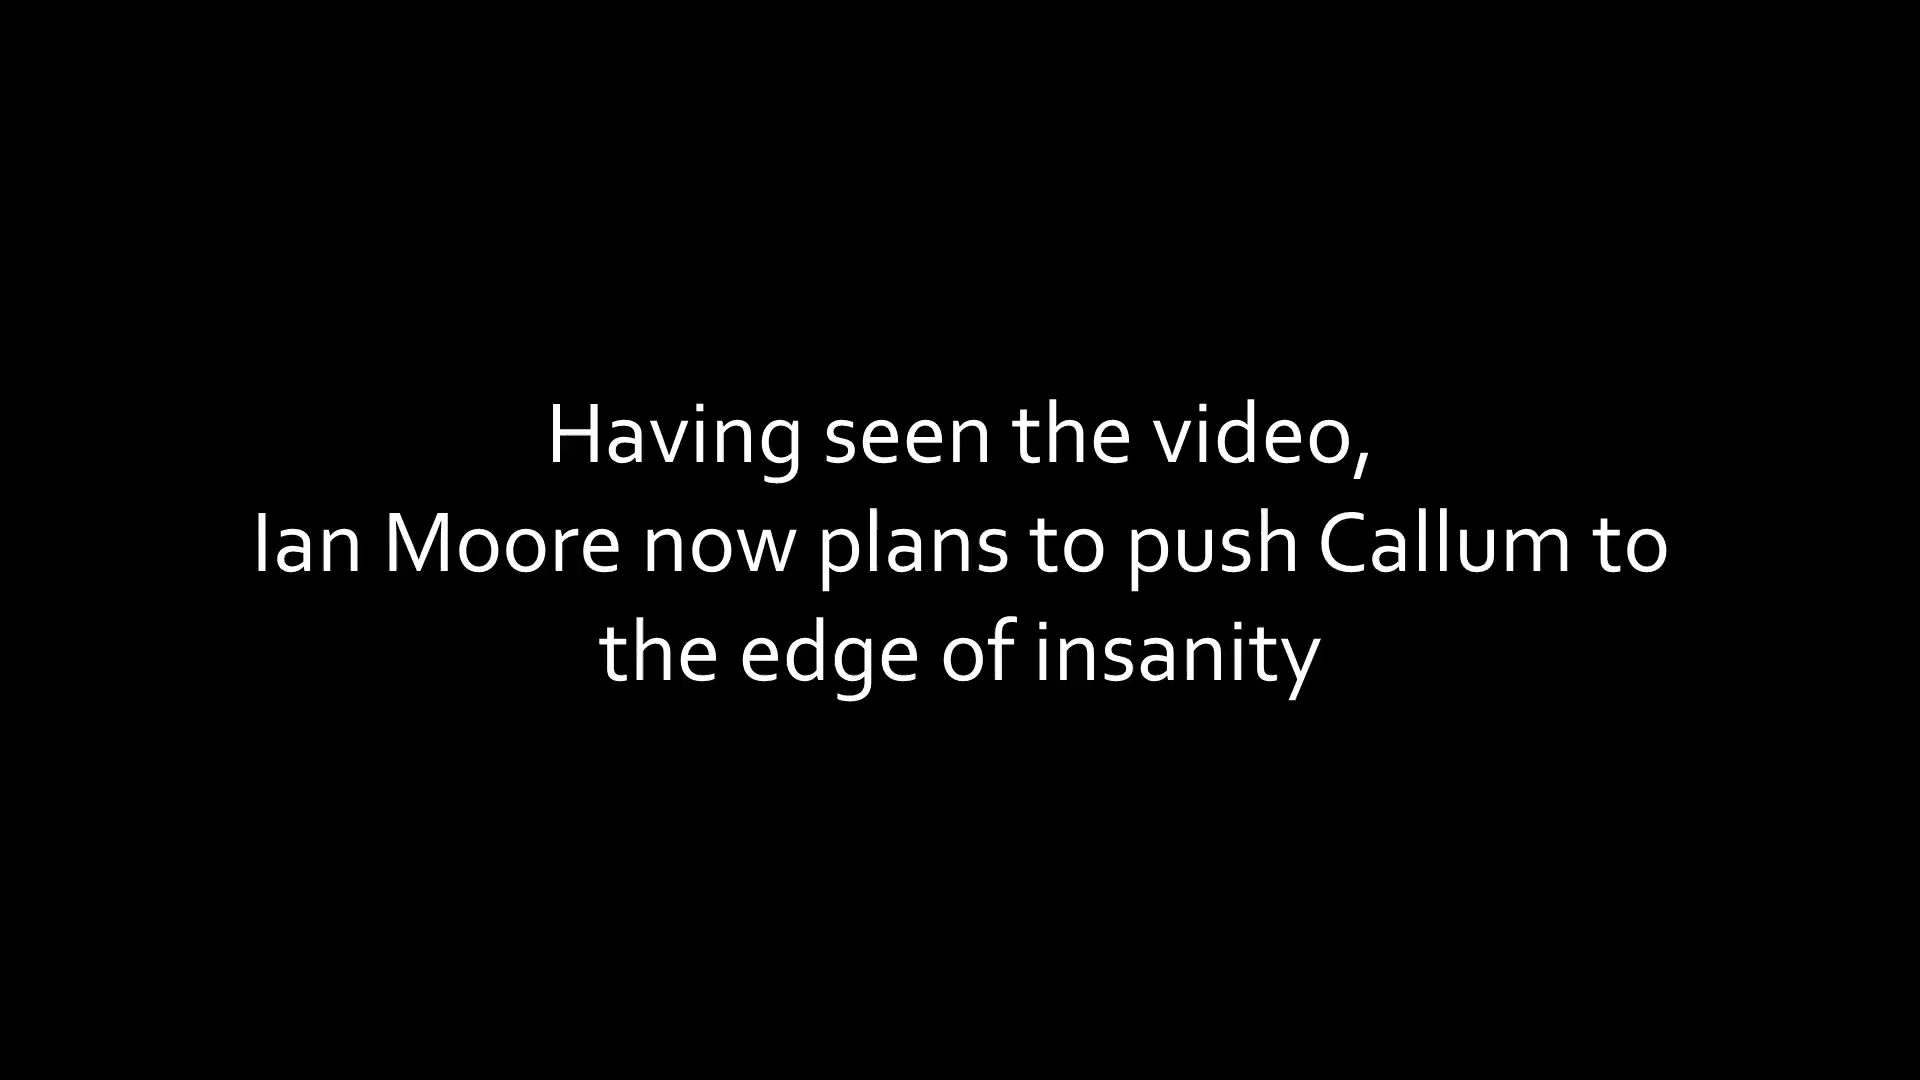 Having seen the video,
Ian Moore now plans to push Callum to
the edge of insanity